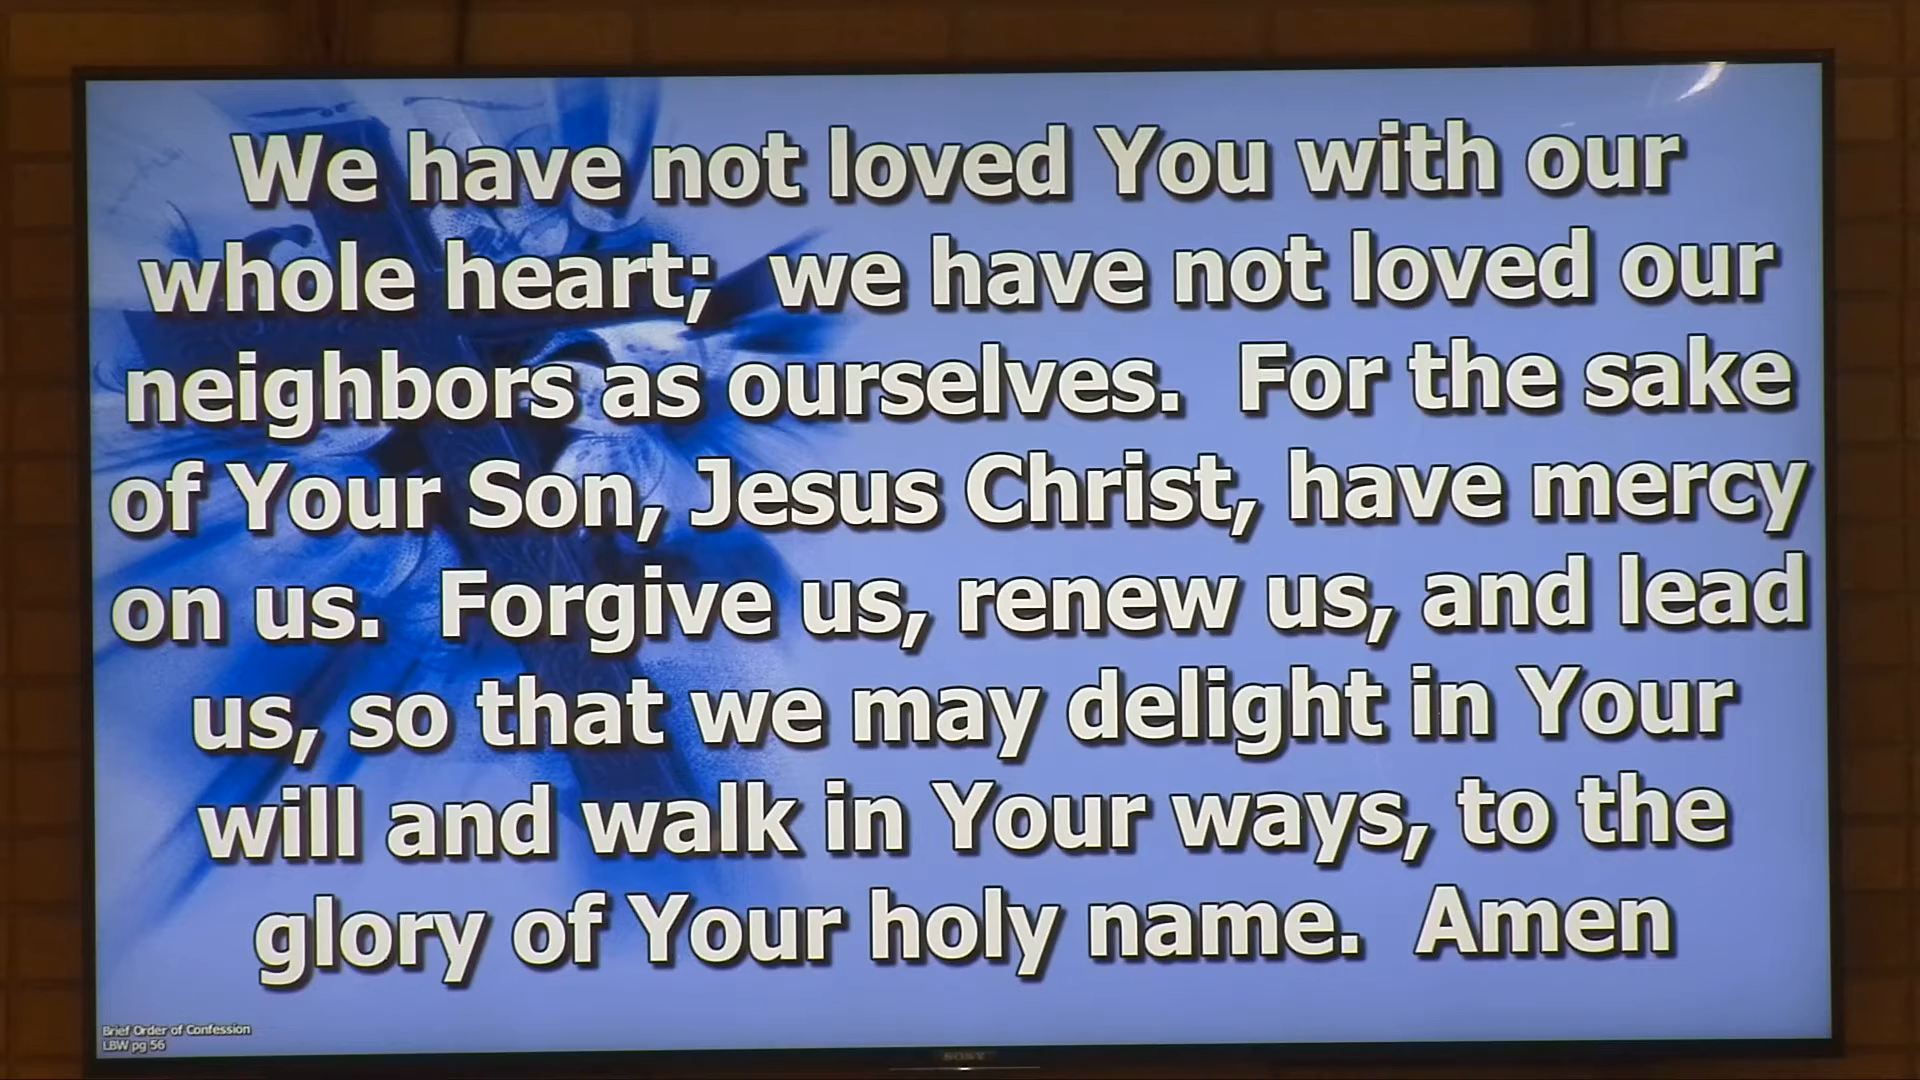 We have not loved You with our
whole heart; we have not loved our
neighbors as ourselves. For the sake
of Your Son, Jesus Christ, have mercy
on us. Forgive us, renew us, and lead
us, so that we may delight in Your
will and walk in Your ways, to the
glory of Your holy name. Amen
Brief Order of Confession
LBW pg 56
SONY